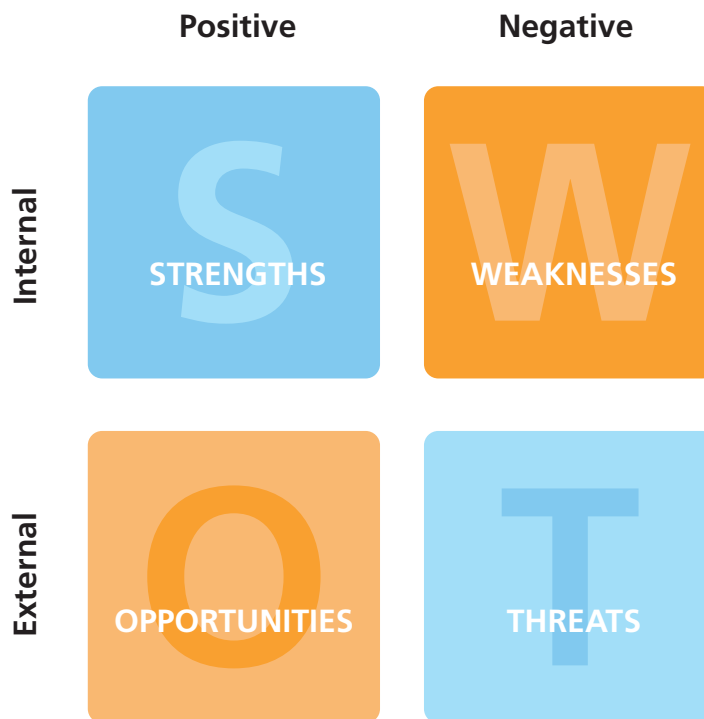 Positive Negative
Internal
S
STRENGTHS
W
WEAKNESSES
External
O
OPPORTUNITIES
T
THREATS